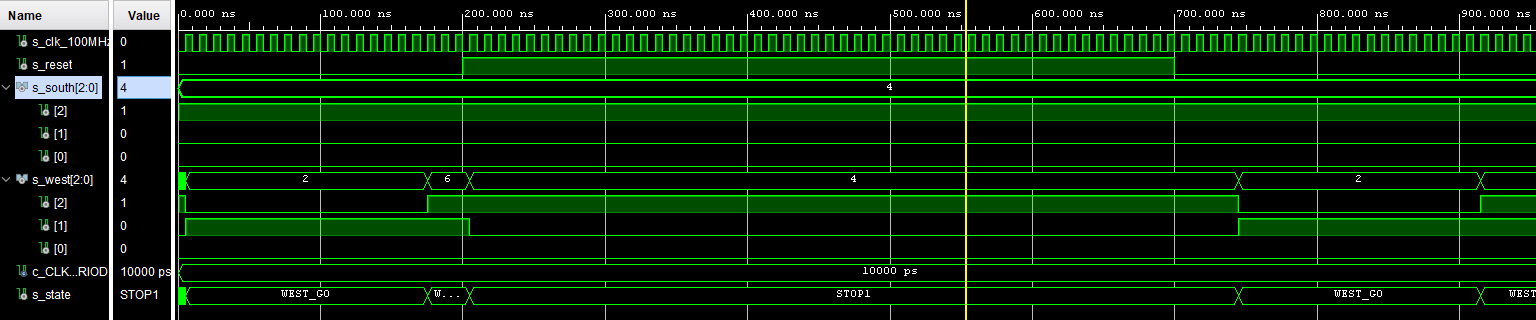 Name Value 0.000 ns 100.000 ns 200.000 ns 300.000 ns 400.000 ns 500.000 ns 600.000 ns 700.000 ns 800.000 ns 900.000 ns
s_clk_100MHz 0
s_reset 1
s_south[2:0] 4 4
[2] 1
[1] 0
[0] 0
s_west[2:0] 4 2 6 4 2
[2] 1
[1] 0
[0] 0
c_CLK...RIOD 10000 ps 10000 ps
s_state STOP1 WEST_GO W... STOP1 WEST_GO WEST